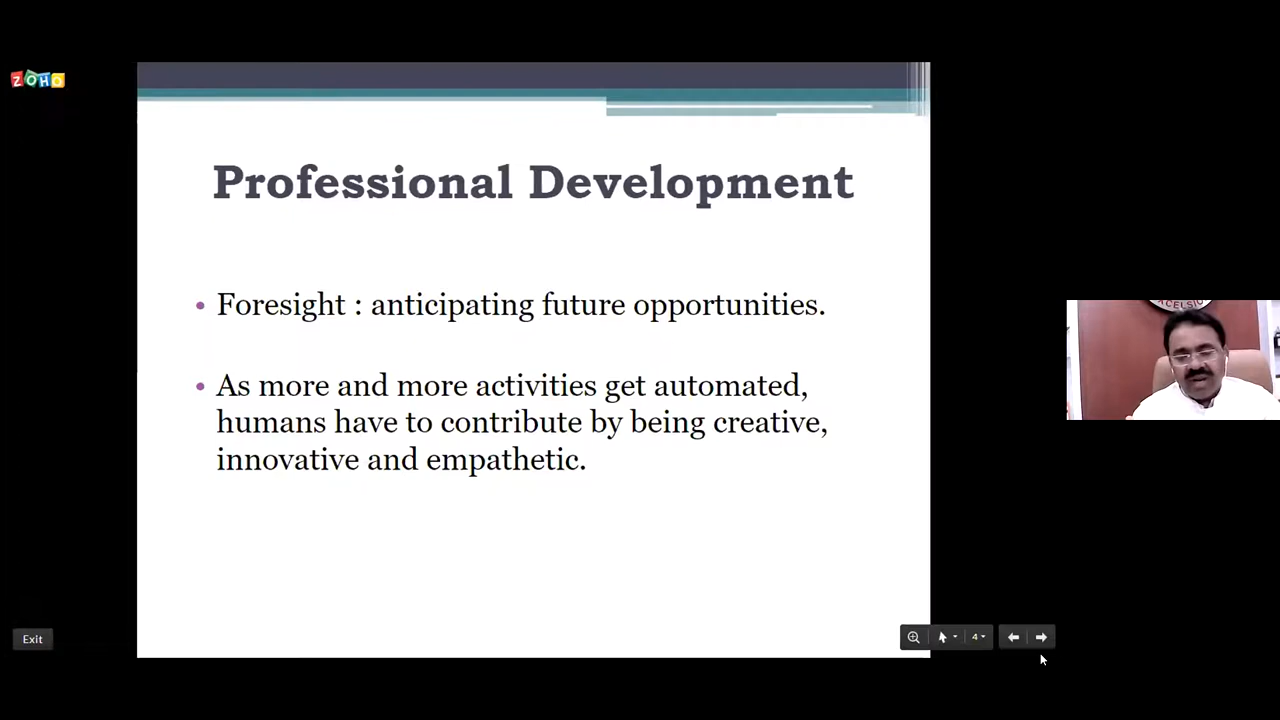 ZOHO
Professional Development
• Foresight : anticipating future opportunities.
• As more and more activities get automated,
humans have to contribute by being creative,
innovative and empathetic.
Exit
4